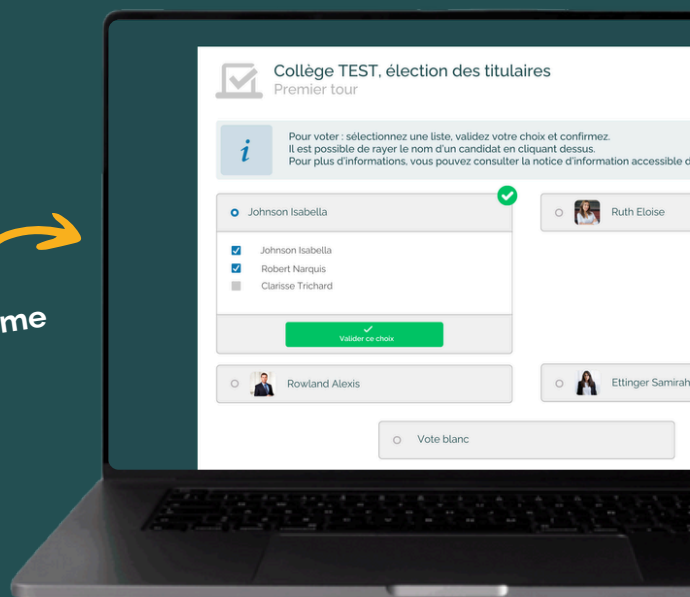 Collège TEST, élection des titulaires
Premier tour
i
Pour voter : sélectionnez une liste, validez votre choix et confirmez.
Il est possible de rayer le nom d'un candidat en cliquant dessus.
Pour plus d'informations, vous pouvez consulter la notice d'information accessible d
Johnson Isabella
Ruth Eloise
Johnson Isabella
Robert Narquis
Clarisse Trichard
me
Valider ce choix
Rowland Alexis
Ettinger Samirah
Vote blanc